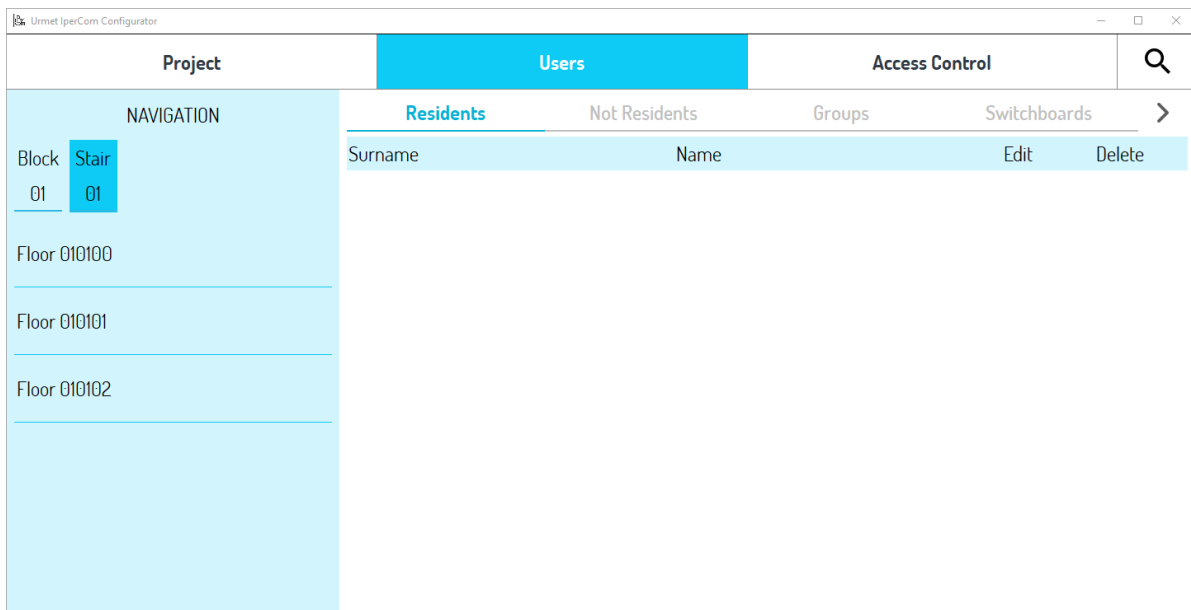 Urmet IperCom Configurator
Project Users Access Control
NAVIGATION
Residents Not Residents Groups Switchboards
Block Stair
01 01
Surname Name Edit Delete
Floor 010100
Floor 010101
Floor 010102